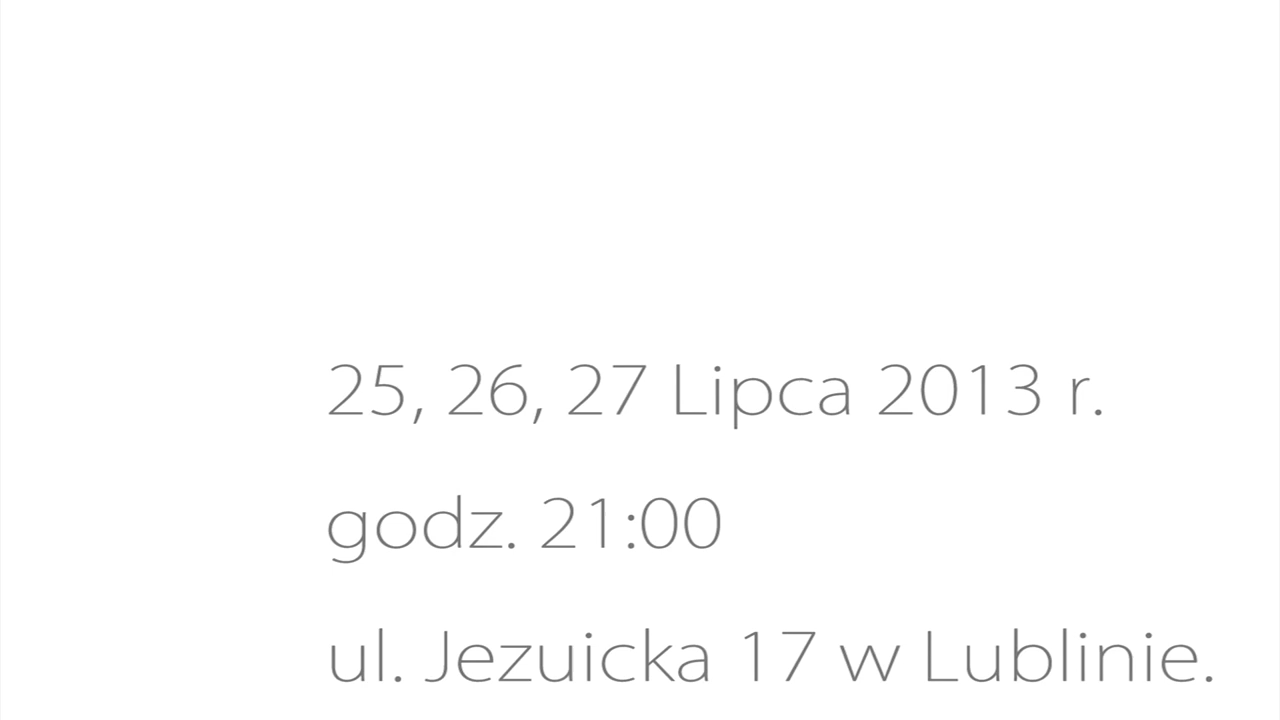 25, 26, 27 Lipca 2013 r.
godz. 21:00
ul. Jezuicka 17 w Lublinie.